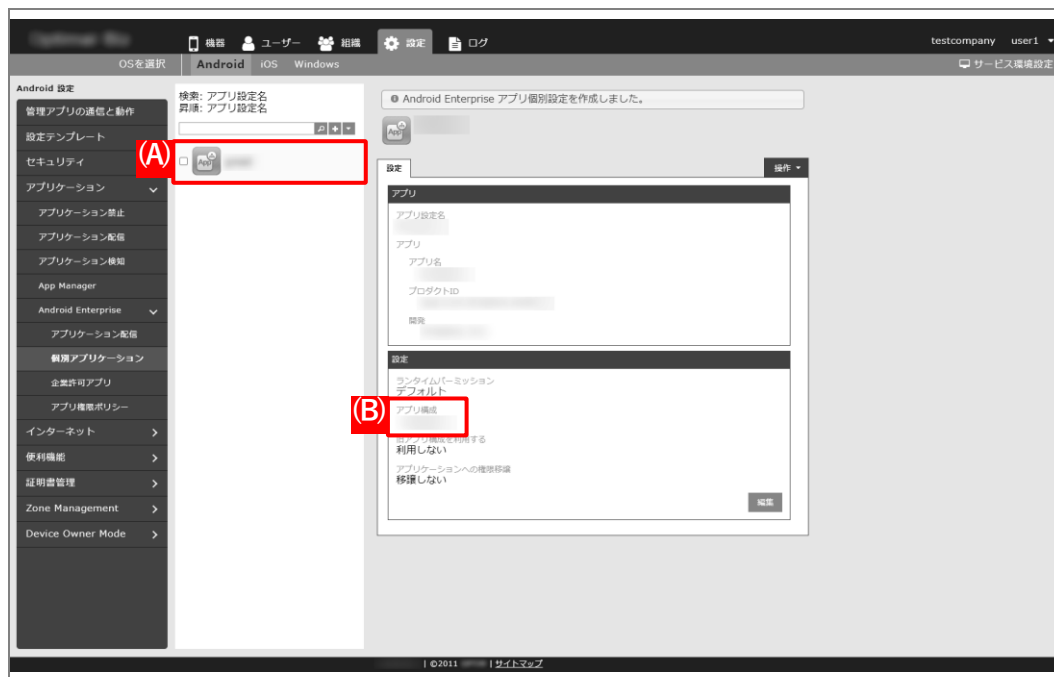 機器 ユーザー 組織 設定 ログ testcompany user1
OSを選択 Android iOS Windows サービス環境設定
Android 設定
管理アプリの通信と動作
設定テンプレート
セキュリティ
アプリケーション
アプリケーション禁止
アプリケーション配信
アプリケーション検知
App Manager
Android Enterprise
アプリケーション配信
個別アプリケーション
企業許可アプリ
アプリ権限ポリシー
インターネット
便利機能
証明書管理
Zone Management
Device Owner Mode
検索: アプリ設定名
昇順: アプリ設定名
(A)
App
Android Enterprise アプリ個別設定を作成しました。
App
設定 操作
アプリ
アプリ設定名
アプリ
アプリ名
プロダクトID
開発
設定
ランタイムパーミッション
デフォルト
(B)
アプリ構成
旧アプリ構成を利用する
利用しない
アプリケーションへの権限移譲
移譲しない
編集
| ©2011 | サイトマップ